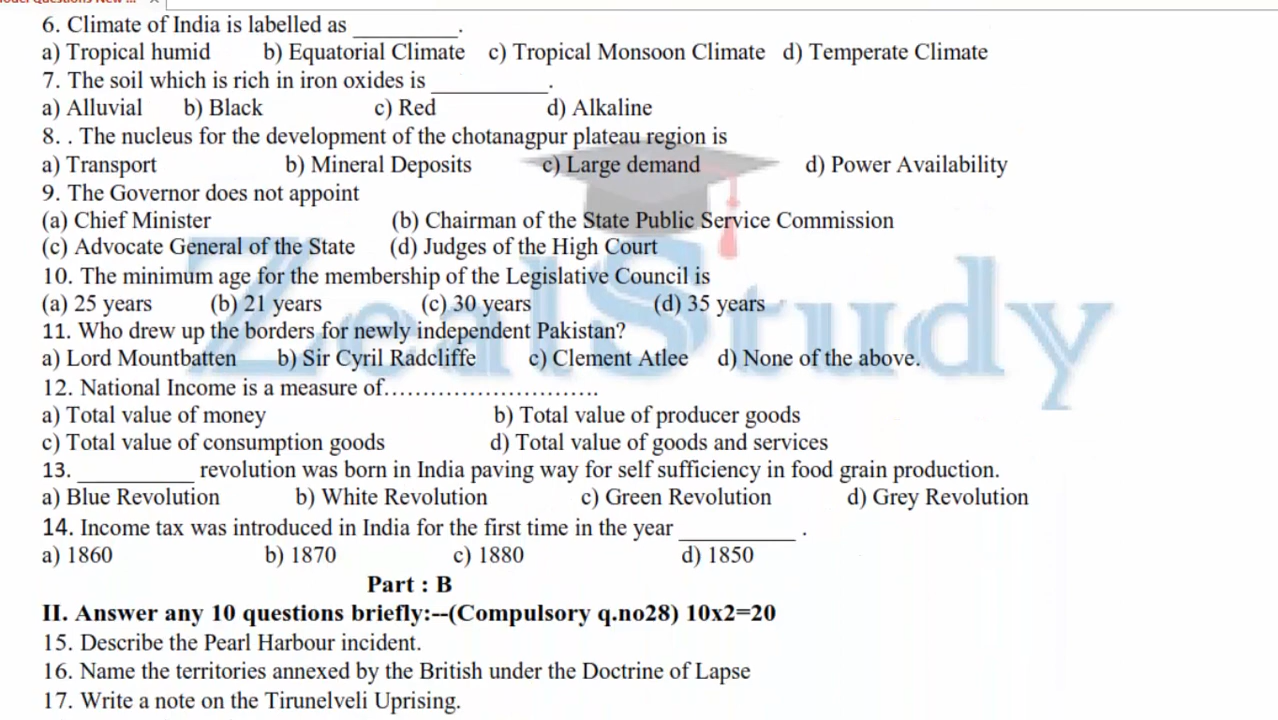 6. Climate of India is labelled as _________.
a) Tropical humid b) Equatorial Climate c) Tropical Monsoon Climate d) Temperate Climate
7. The soil which is rich in iron oxides is __________.
a) Alluvial b) Black c) Red d) Alkaline
8. . The nucleus for the development of the chotanagpur plateau region is
a) Transport b) Mineral Deposits c) Large demand d) Power Availability
9. The Governor does not appoint
(a) Chief Minister (b) Chairman of the State Public Service Commission
(c) Advocate General of the State (d) Judges of the High Court
10. The minimum age for the membership of the Legislative Council is
(a) 25 years (b) 21 years (c) 30 years (d) 35 years
11. Who drew up the borders for newly independent Pakistan?
a) Lord Mountbatten b) Sir Cyril Radcliffe c) Clement Atlee d) None of the above.
ZealStudy
12. National Income is a measure of……………………….
a) Total value of money b) Total value of producer goods
c) Total value of consumption goods d) Total value of goods and services
13. __________ revolution was born in India paving way for self sufficiency in food grain production.
a) Blue Revolution b) White Revolution c) Green Revolution d) Grey Revolution
14. Income tax was introduced in India for the first time in the year __________ .
a) 1860 b) 1870 c) 1880 d) 1850
Part : B
II. Answer any 10 questions briefly:--(Compulsory q.no28) 10x2=20
15. Describe the Pearl Harbour incident.
16. Name the territories annexed by the British under the Doctrine of Lapse
17. Write a note on the Tirunelveli Uprising.